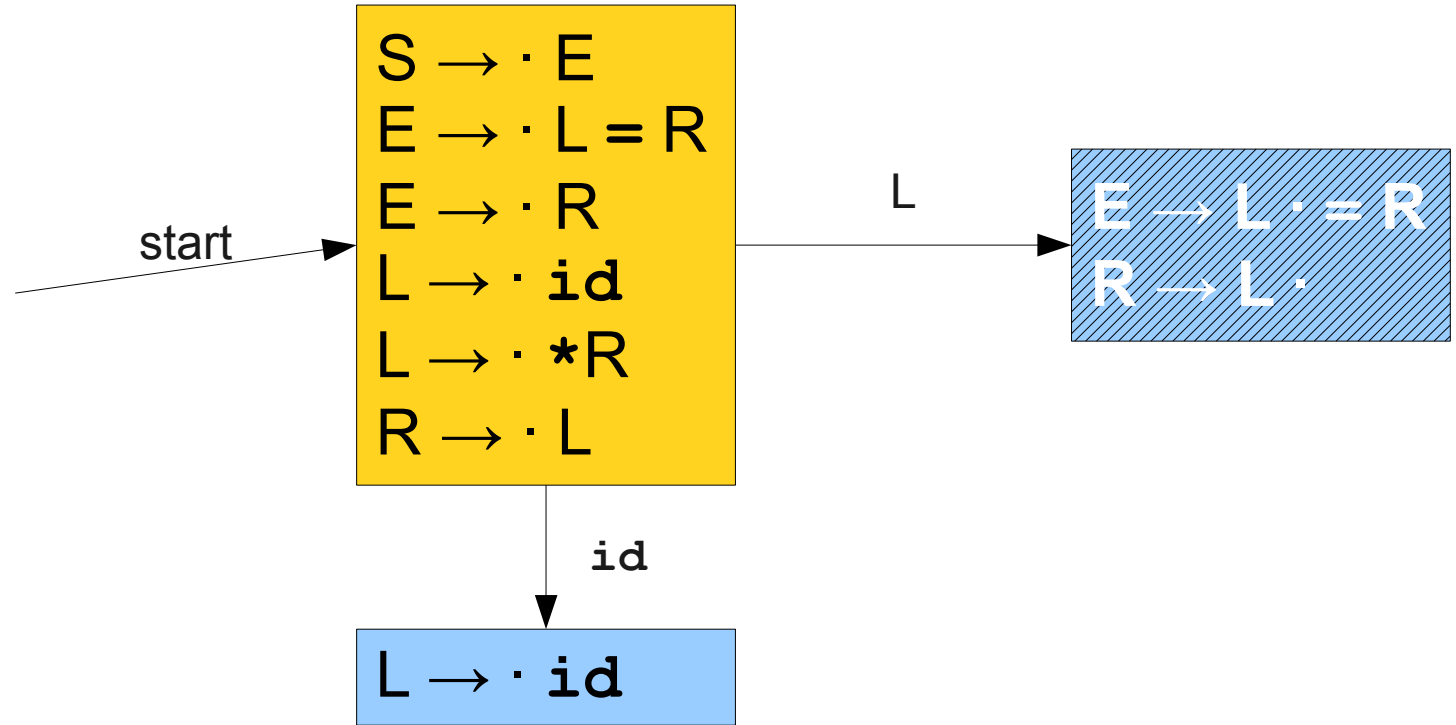 S → · E
E → · L = R
E → · R
L → · id
L → · *R
R → · L
start
L
E → L · = R
R → L ·
id
L → · id